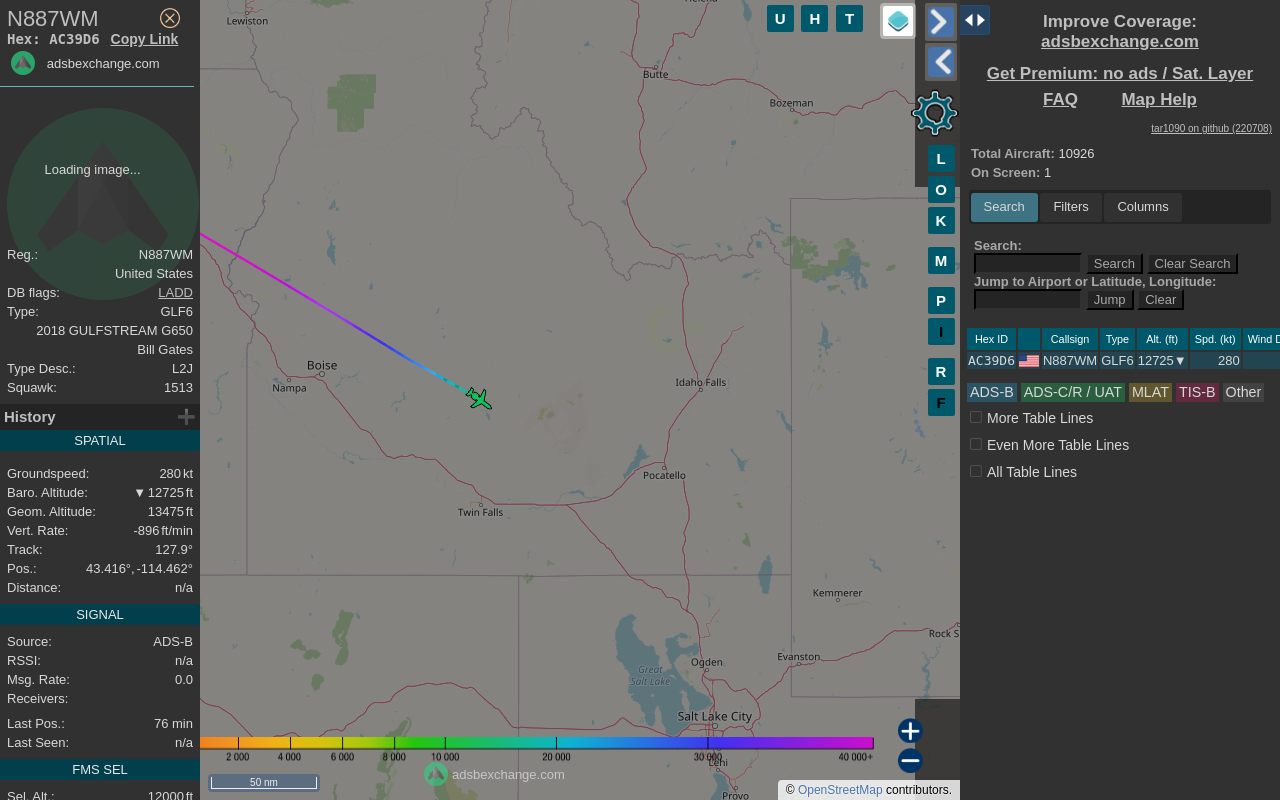 N887WM
Hex: AC39D6 Copy Link
adsbexchange.com
Loading image...
Reg.: N887WM
United States
DB flags: LADD
Type: GLF6
2018 GULFSTREAM G650
Bill Gates
Type Desc.: L2J
Squawk: 1513
History
SPATIAL
Groundspeed: 280 kt
Baro. Altitude: ▼ 12725 ft
Geom. Altitude: 13475 ft
Vert. Rate: -896 ft/min
Track: 127.9°
Pos.: 43.416°, -114.462°
Distance: n/a
SIGNAL
Source: ADS-B
RSSI: n/a
Msg. Rate: 0.0
Receivers:
Last Pos.: 76 min
Last Seen: n/a
FMS SEL
Sel. Alt.: 12000 ft
Lewiston
Helena
Butte
Bozeman
Boise
Nampa
Idaho Falls
Pocatello
Twin Falls
Kemmerer
Rock S
Evanston
Ogden
Great
Salt Lake
Salt Lake City
Lehi
Provo
2 000 4 000 6 000 8 000 10 000 20 000 30 000 40 000+
50 nm
adsbexchange.com
© OpenStreetMap contributors.
U H T
L
O
K
M
P
I
R
F
Improve Coverage:
adsbexchange.com
Get Premium: no ads / Sat. Layer
FAQ Map Help
tar1090 on github (220708)
Total Aircraft: 10926
On Screen: 1
Search Filters Columns
Search:
Search Clear Search
Jump to Airport or Latitude, Longitude:
Jump Clear
Hex ID Callsign Type Alt. (ft) Spd. (kt) Wind D
AC39D6 N887WM GLF6 12725▼ 280
ADS-B ADS-C/R / UAT MLAT TIS-B Other
More Table Lines
Even More Table Lines
All Table Lines